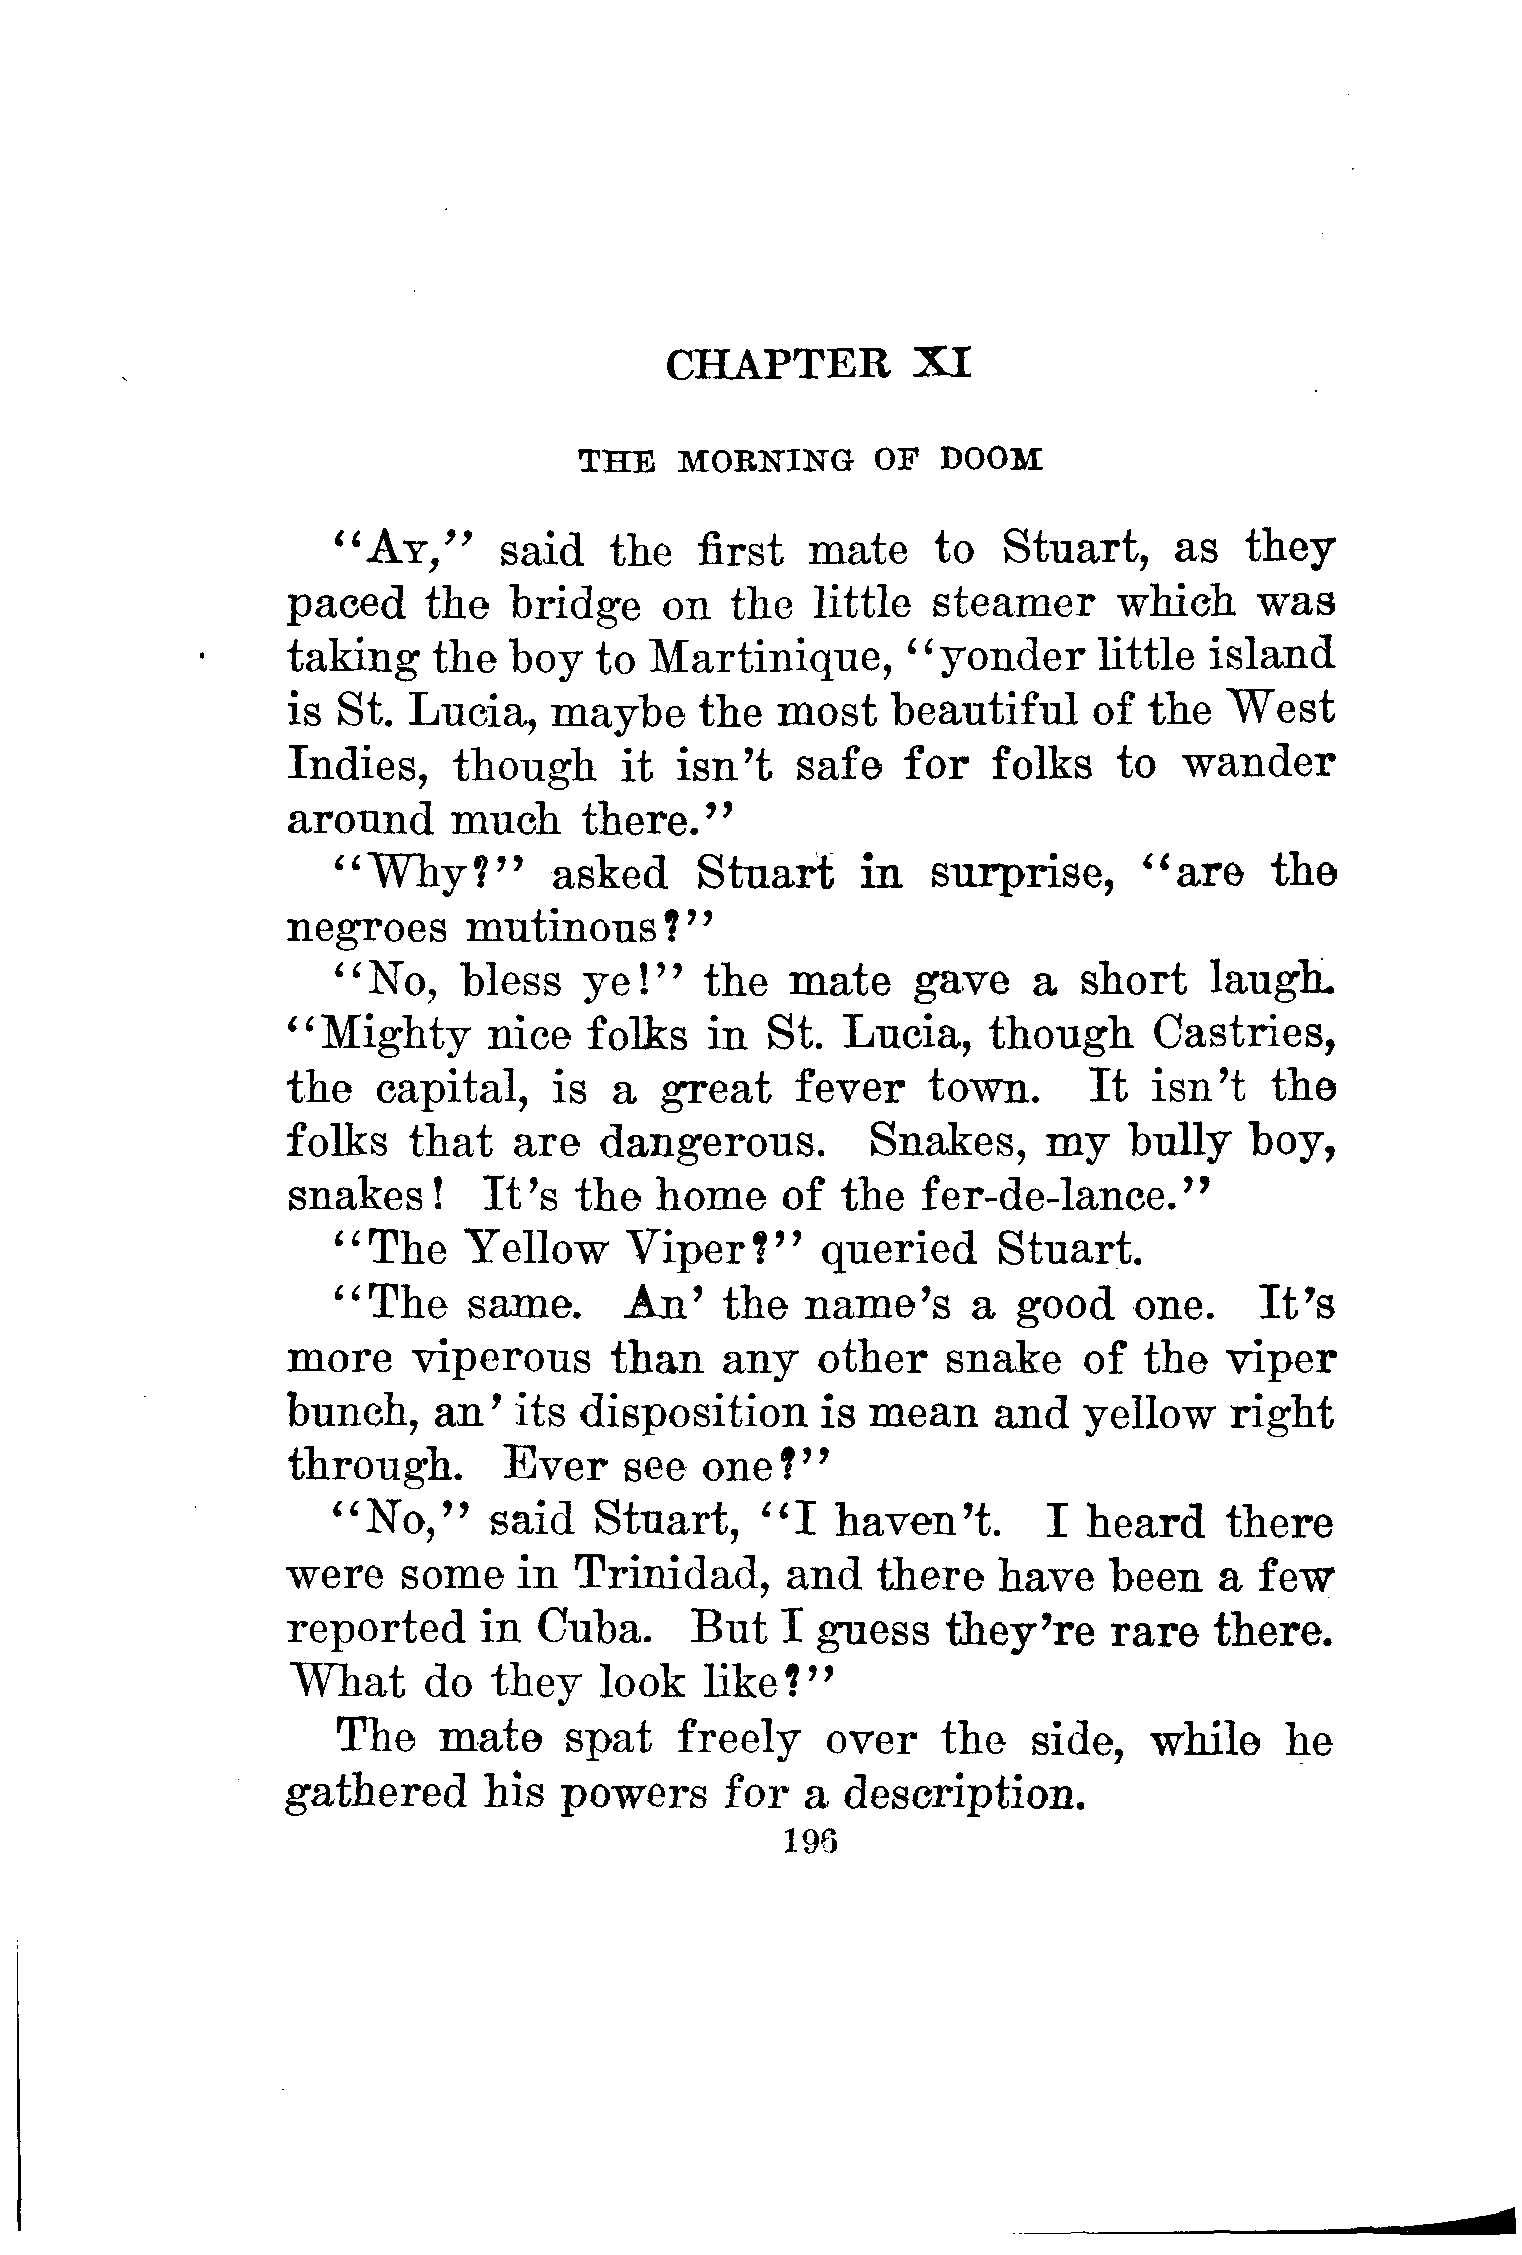 CHAPTER XI
THE MORNING OF DOOM
"AY," said the first mate to Stuart, as they
paced the bridge on the little steamer which was
taking the boy to Martinique, "yonder little island
is St. Lucia, maybe the most beautiful of the West
Indies, though it isn't safe for folks to wander
around much there."
"Why?" asked Stuart in surprise, "are the
negroes mutinous?"
"No, bless ye!" the mate gave a short laugh.
"Mighty nice folks in St. Lucia, though Castries,
the capital, is a great fever town. It isn't the
folks that are dangerous. Snakes, my bully boy,
snakes! It's the home of the fer-de-lance."
"The Yellow Viper?" queried Stuart.
"The same. An' the name's a good one. It's
more viperous than any other snake of the viper
bunch, an' its disposition is mean and yellow right
through. Ever see one?"
"No," said Stuart, "I haven't. I heard there
were some in Trinidad, and there have been a few
reported in Cuba. But I guess they're rare there.
What do they look like?"
The mate spat freely over the side, while he
gathered his powers for a description.
196